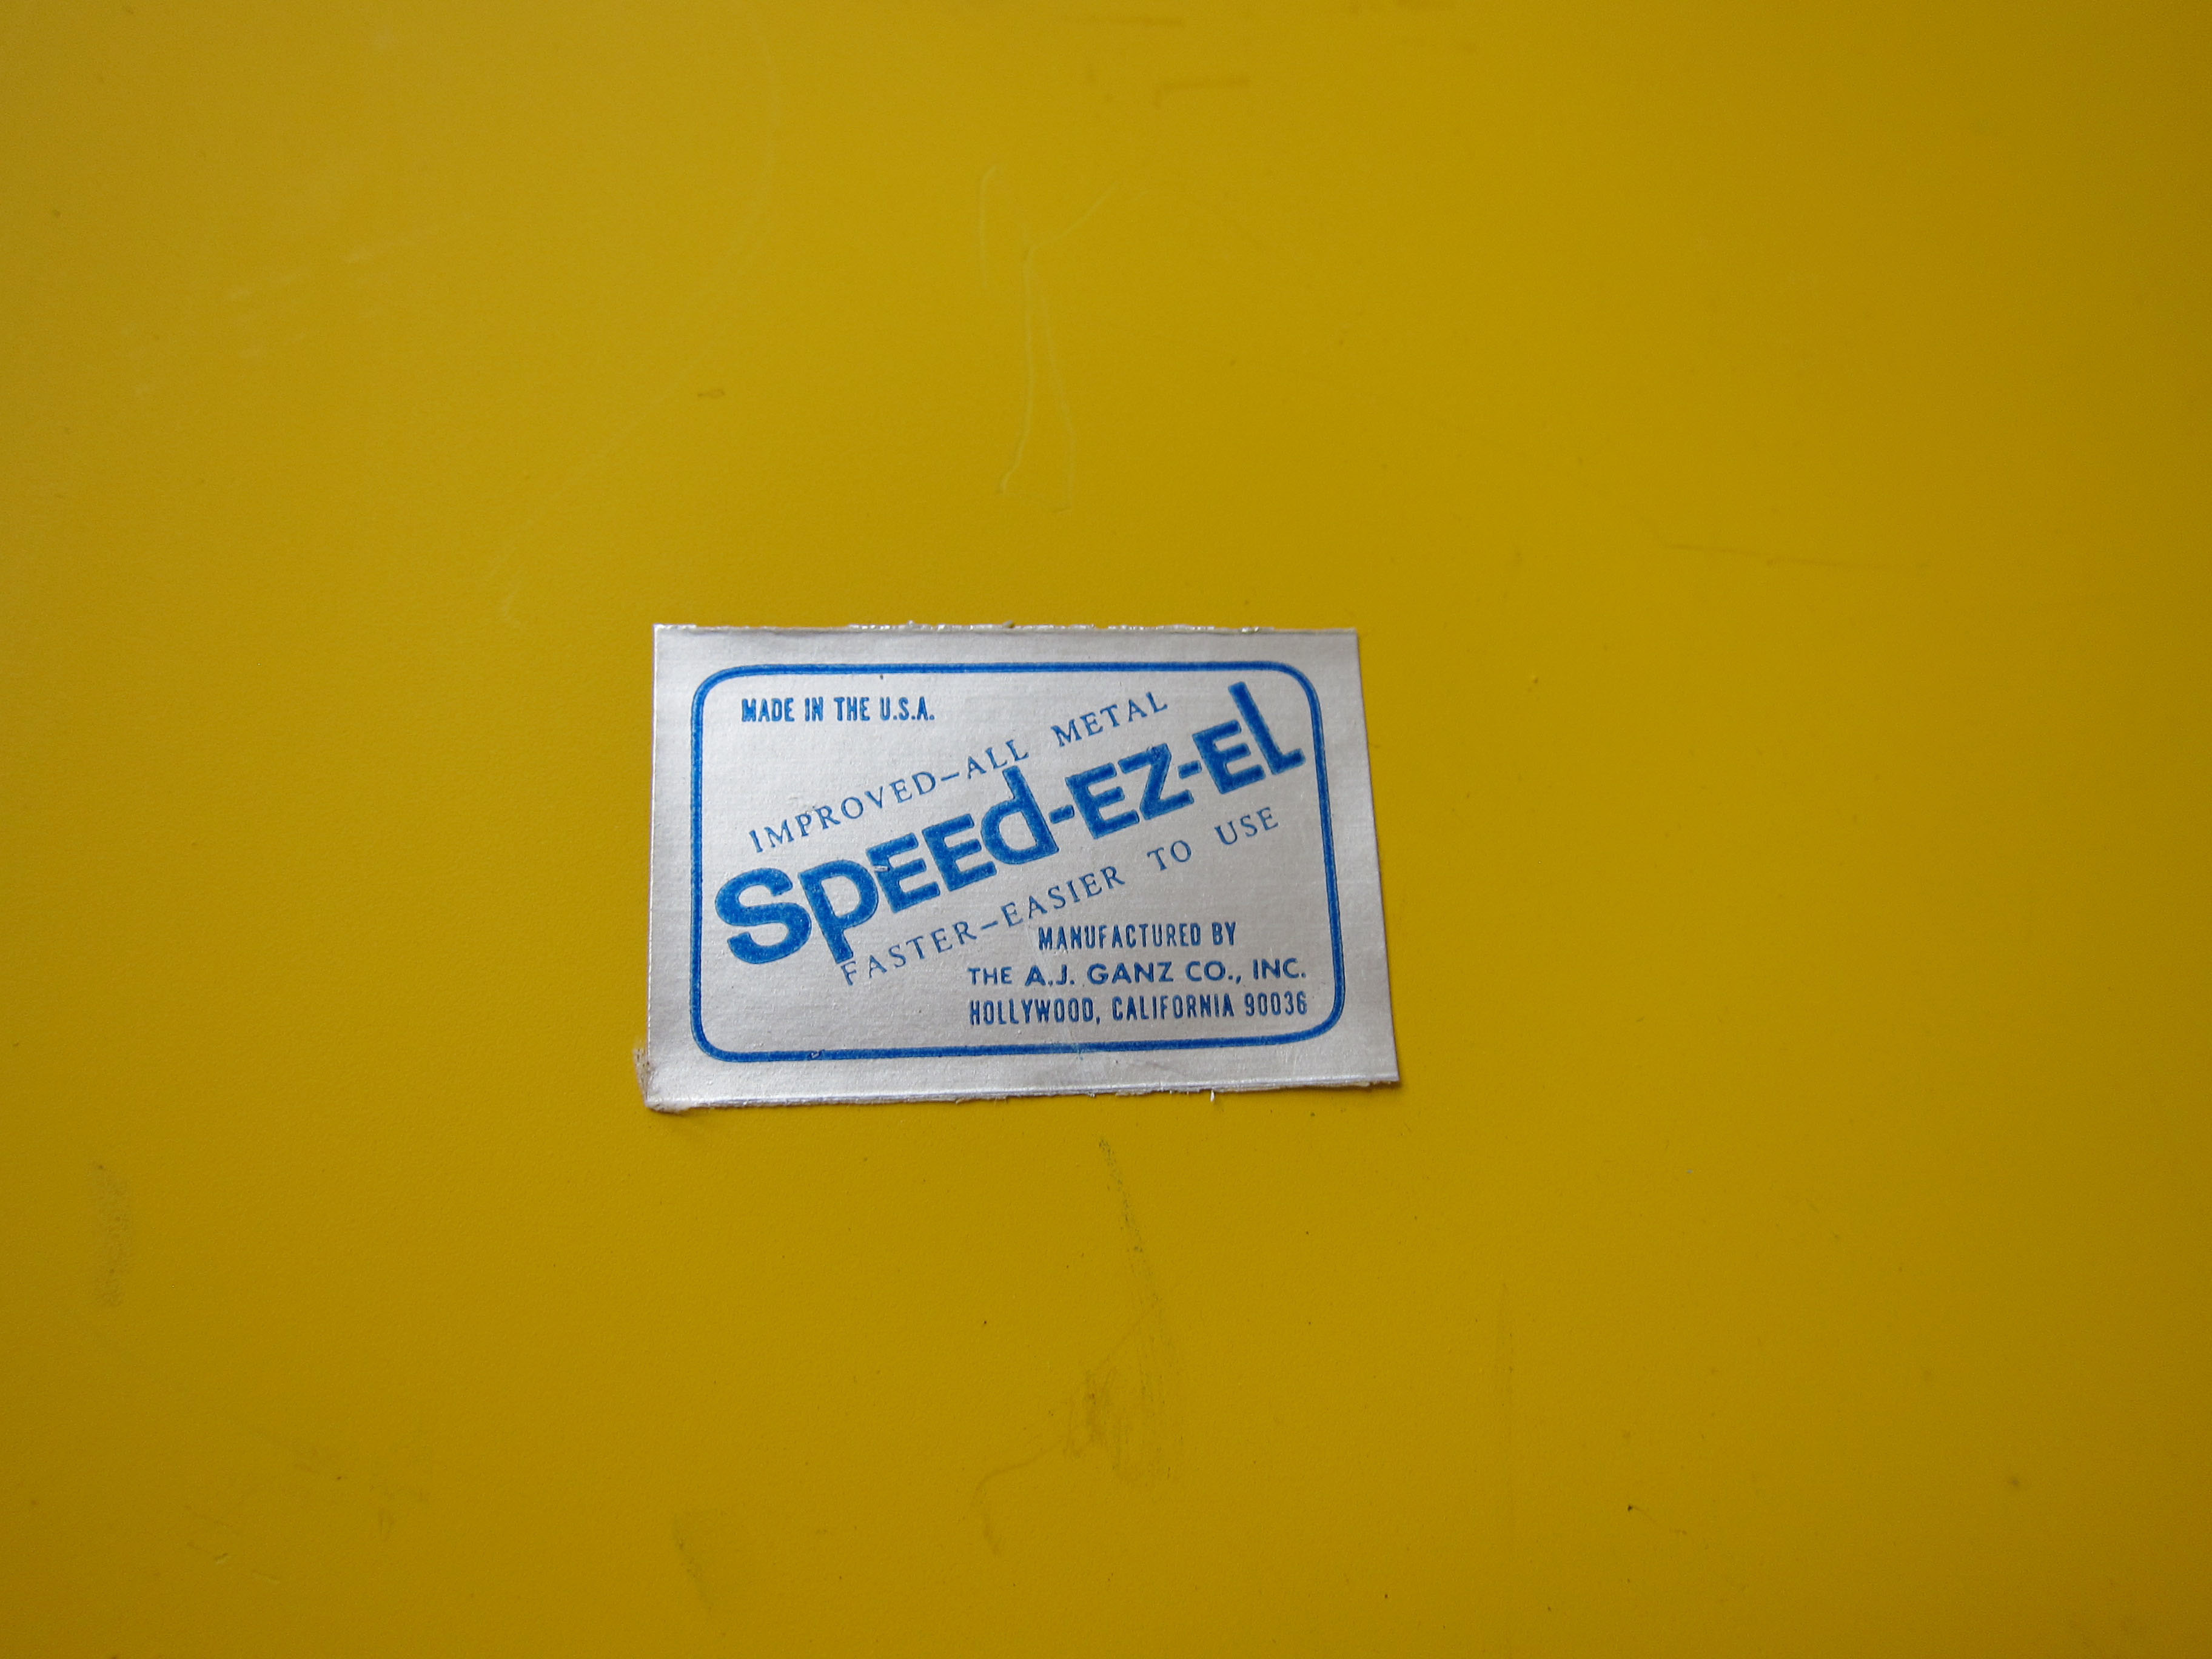 MADE IN THE U.S.A.
IMPROVED–ALL METAL
SpEEd-EZ-EL
FASTER–EASIER TO USE
MANUFACTURED BY
THE A.J. GANZ CO., INC.
HOLLYWOOD, CALIFORNIA 90036